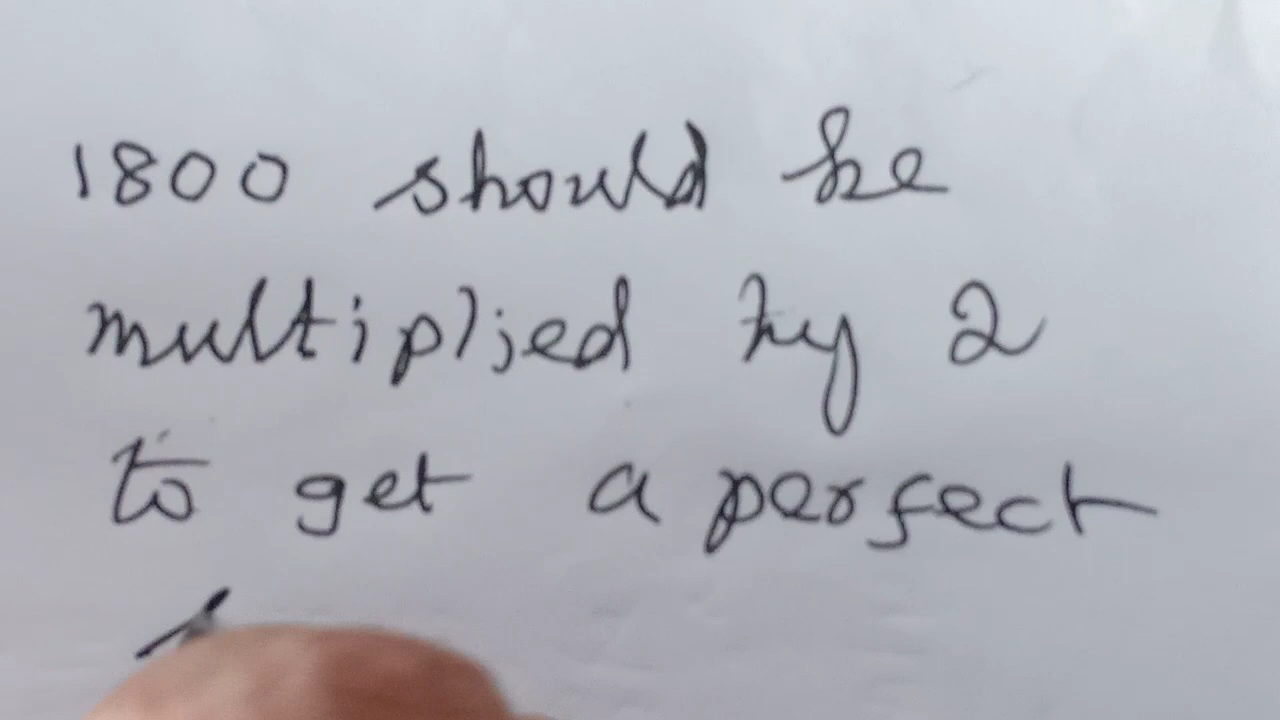 1800 should be
multiplied by 2
to get a perfect